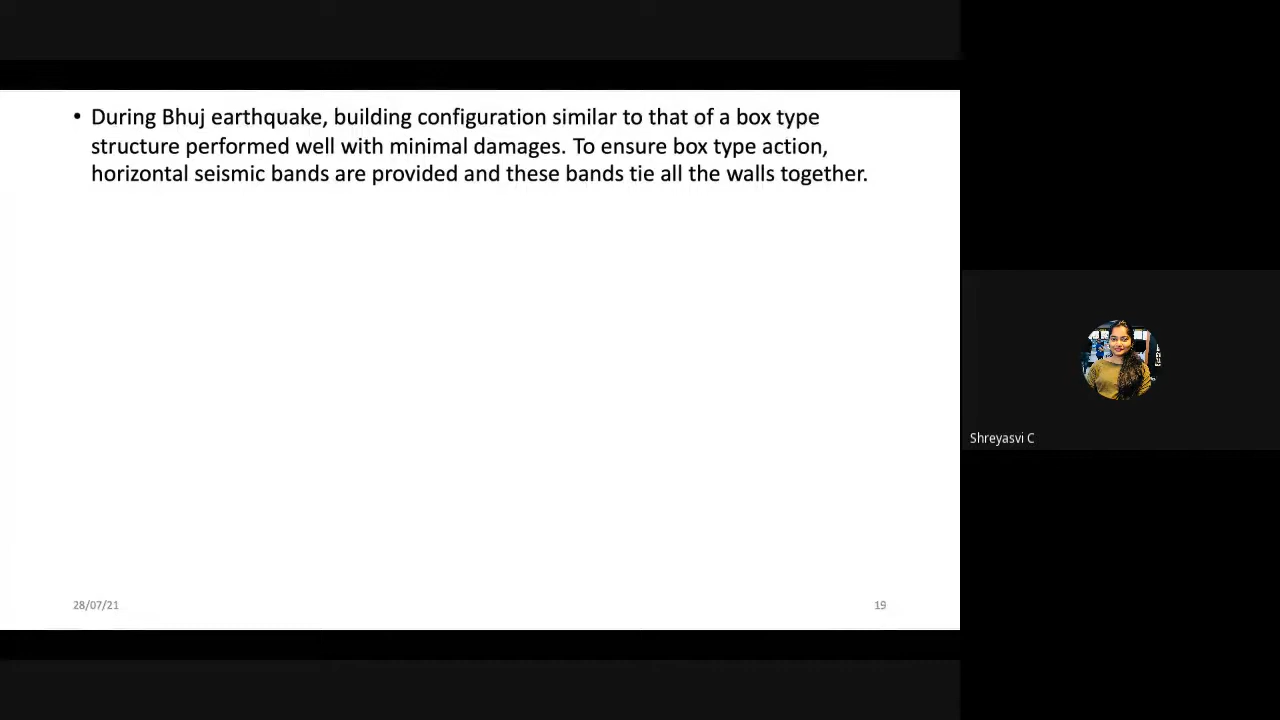 • During Bhuj earthquake, building configuration similar to that of a box type
structure performed well with minimal damages. To ensure box type action,
horizontal seismic bands are provided and these bands tie all the walls together.
Shreyasvi C
28/07/21
19